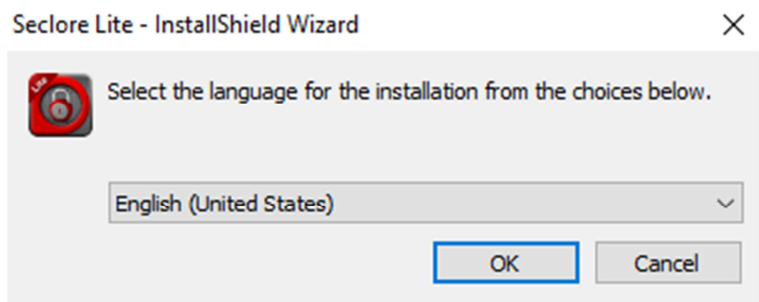 Seclore Lite - InstallShield Wizard
Lite
Select the language for the installation from the choices below.
English (United States)
OK
Cancel